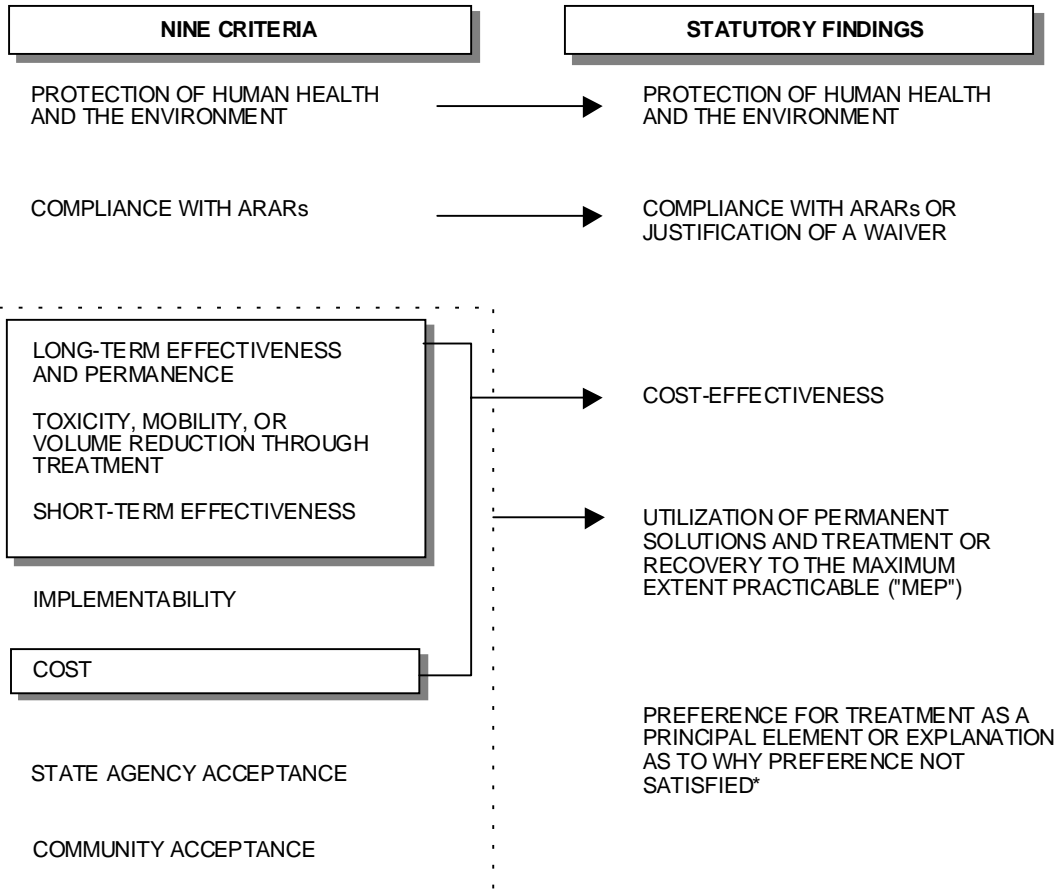 NINE CRITERIA
STATUTORY FINDINGS
PROTECTION OF HUMAN HEALTH
AND THE ENVIRONMENT
PROTECTION OF HUMAN HEALTH
AND THE ENVIRONMENT
COMPLIANCE WITH ARARs
COMPLIANCE WITH ARARs OR
JUSTIFICATION OF A WAIVER
LONG-TERM EFFECTIVENESS
AND PERMANENCE
TOXICITY, MOBILITY, OR
VOLUME REDUCTION THROUGH
TREATMENT
SHORT-TERM EFFECTIVENESS
IMPLEMENTABILITY
COST
STATE AGENCY ACCEPTANCE
COMMUNITY ACCEPTANCE
COST-EFFECTIVENESS
UTILIZATION OF PERMANENT
SOLUTIONS AND TREATMENT OR
RECOVERY TO THE MAXIMUM
EXTENT PRACTICABLE ("MEP")
PREFERENCE FOR TREATMENT AS A
PRINCIPAL ELEMENT OR EXPLANATION
AS TO WHY PREFERENCE NOT
SATISFIED*